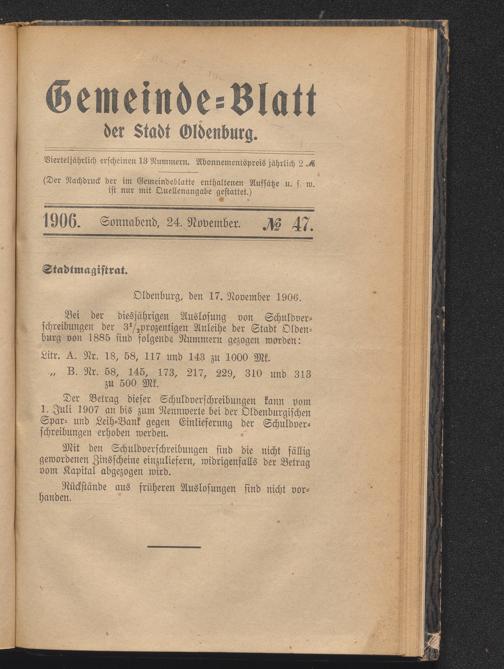 Gemeinde=Blatt
der Stadt Oldenburg.
Vierteljährlich erscheinen 13 Nummern. Abonnementspreis jährlich 2 ℳ
(Der Nachdruck der im Gemeindeblatte enthaltenen Aufsätze u. s. w.
ist nur mit Quellenangabe gestattet.)
1906. Sonnabend, 24. November. № 47.
Stadtmagistrat.
Oldenburg, den 17. November 1906.
Bei der diesjährigen Auslosung von Schuldver=
schreibungen der 3½prozentigen Anleihe der Stadt Olden=
burg von 1885 sind folgende Nummern gezogen worden:
Litr. A. Nr. 18, 58, 117 und 143 zu 1000 Mk.
„ B. Nr. 58, 145, 173, 217, 229, 310 und 313
zu 500 Mk.
Der Betrag dieser Schuldverschreibungen kann vom
1. Juli 1907 an bis zum Nennwerte bei der Oldenburgischen
Spar= und Leih=Bank gegen Einlieferung der Schuldver=
schreibungen erhoben werden.
Mit den Schuldverschreibungen sind die nicht fällig
gewordenen Zinsscheine einzuliefern, widrigenfalls der Betrag
vom Kapital abgezogen wird.
Rückstände aus früheren Auslosungen sind nicht vor=
handen.